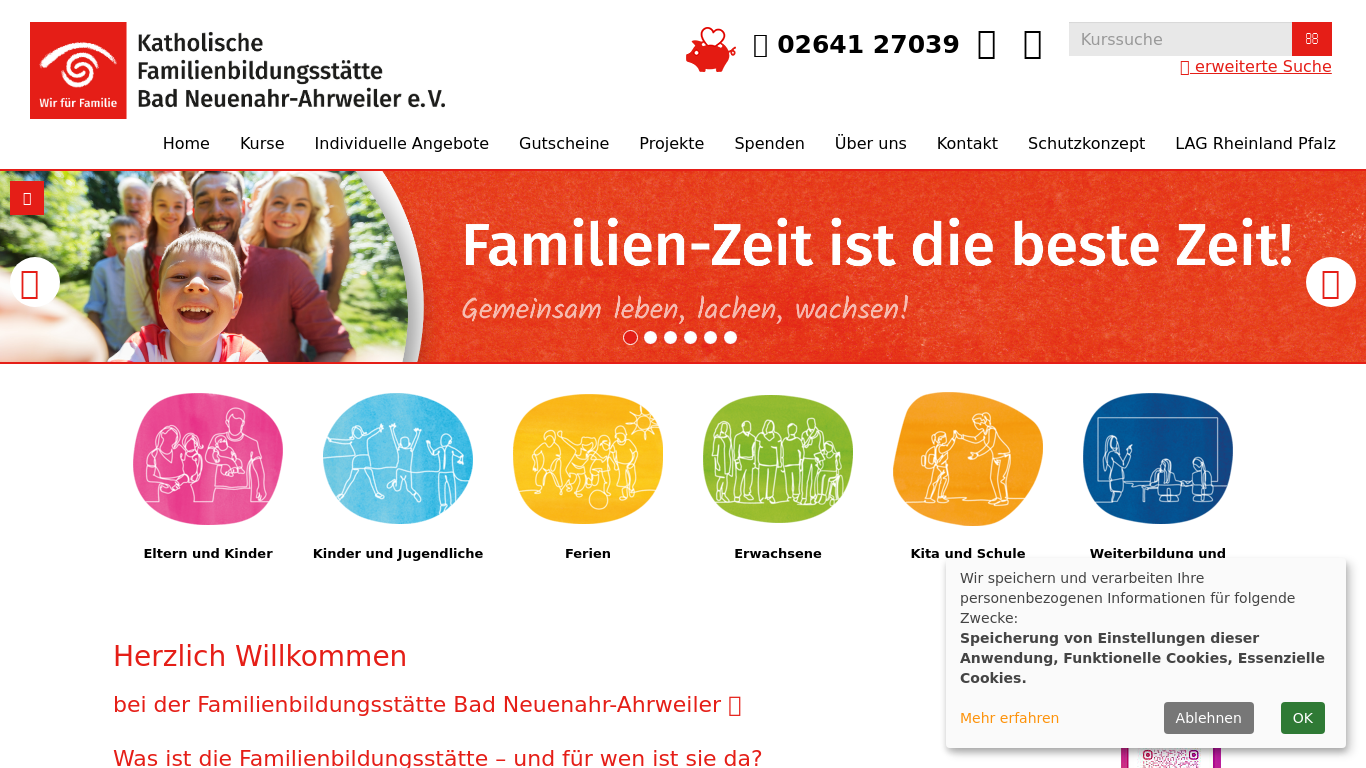 Katholische
Familienbildungsstätte
Bad Neuenahr-Ahrweiler e.V.
Wir für Familie
02641 27039
Kurssuche
erweiterte Suche
Home Kurse Individuelle Angebote Gutscheine Projekte Spenden Über uns Kontakt Schutzkonzept LAG Rheinland Pfalz
Familien-Zeit ist die beste Zeit!
Gemeinsam leben, lachen, wachsen!
Eltern und Kinder Kinder und Jugendliche Ferien Erwachsene Kita und Schule Weiterbildung und
Herzlich Willkommen
bei der Familienbildungsstätte Bad Neuenahr-Ahrweiler
Was ist die Familienbildungsstätte – und für wen ist sie da?
Wir speichern und verarbeiten Ihre
personenbezogenen Informationen für folgende
Zwecke:
Speicherung von Einstellungen dieser
Anwendung, Funktionelle Cookies, Essenzielle
Cookies.
Mehr erfahren Ablehnen OK